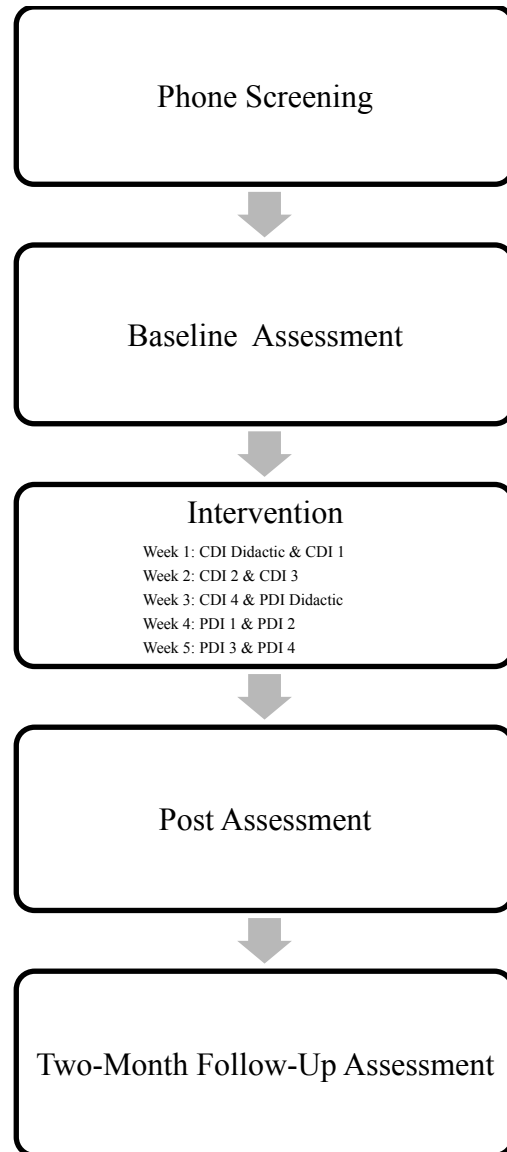 Phone Screening
Baseline Assessment
Intervention
Week 1: CDI Didactic & CDI 1
Week 2: CDI 2 & CDI 3
Week 3: CDI 4 & PDI Didactic
Week 4: PDI 1 & PDI 2
Week 5: PDI 3 & PDI 4
Post Assessment
Two-Month Follow-Up Assessment